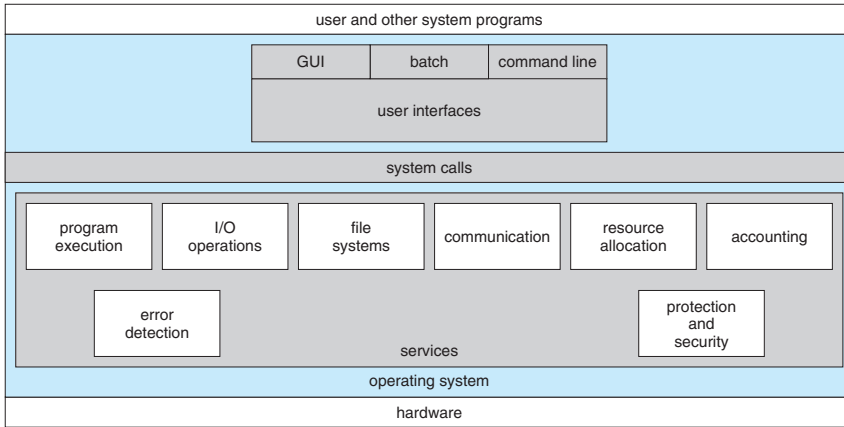 user and other system programs
GUI
batch
command line
user interfaces
system calls
program
execution
I/O
operations
file
systems
communication
resource
allocation
accounting
error
detection
protection
and
security
services
operating system
hardware